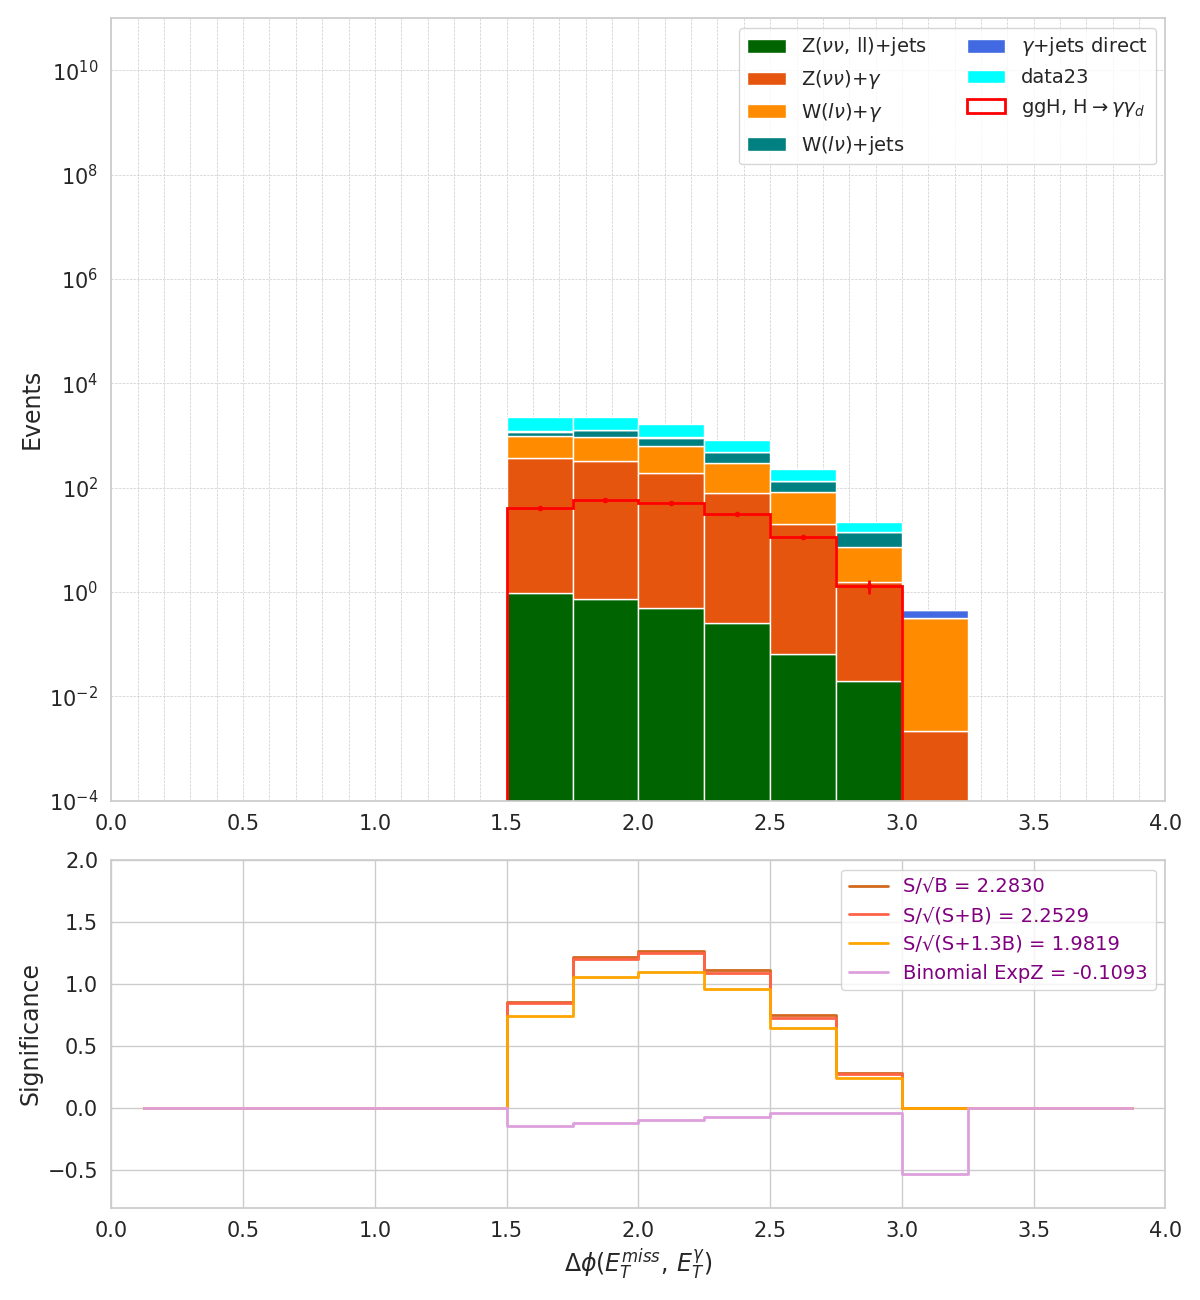 Z(νν, ll)+jets
Z(νν)+γ
W(lν)+γ
W(lν)+jets
γ+jets direct
data23
ggH, H→γγ_d
Events
10^10
10^8
10^6
10^4
10^2
10^0
10^−2
10^−4
0.0 0.5 1.0 1.5 2.0 2.5 3.0 3.5 4.0
S/√B = 2.2830
S/√(S+B) = 2.2529
S/√(S+1.3B) = 1.9819
Binomial ExpZ = -0.1093
Significance
2.0
1.5
1.0
0.5
0.0
−0.5
0.0 0.5 1.0 1.5 2.0 2.5 3.0 3.5 4.0
Δϕ(E_T^miss, E_T^γ)